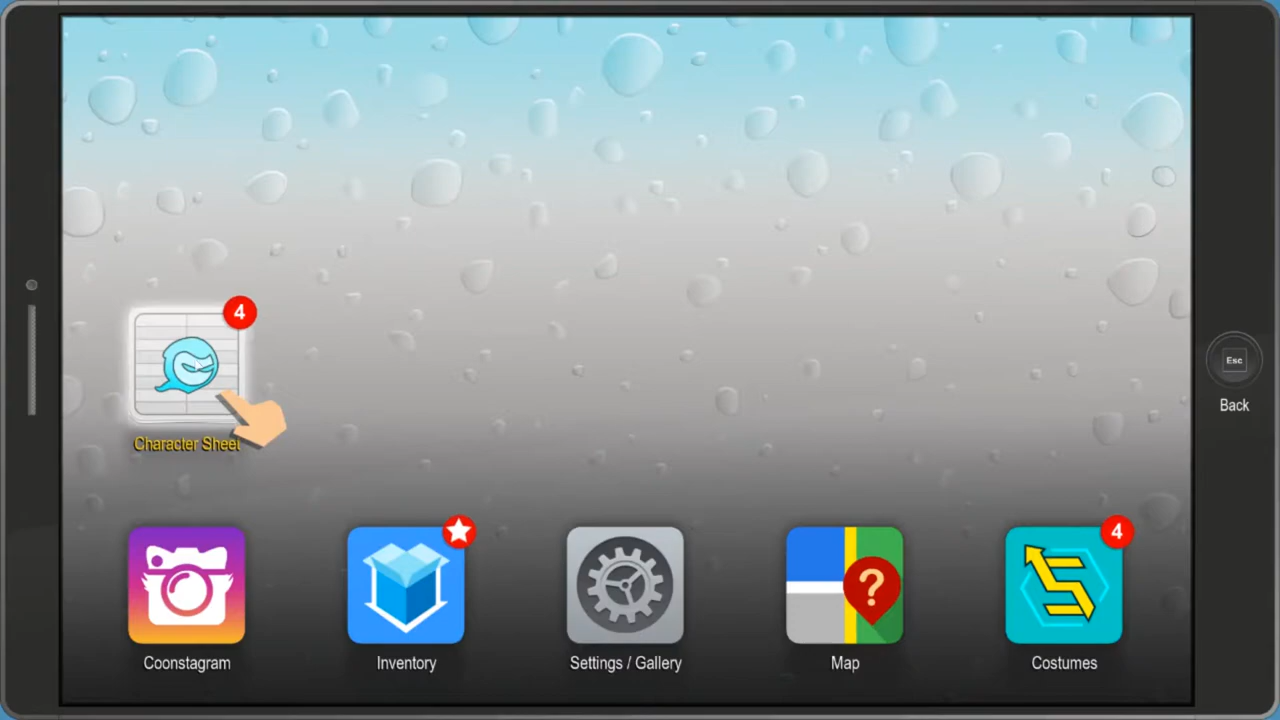 4
Character Sheet
Esc
Back
4
?
Coonstagram
Inventory
Settings / Gallery
Map
Costumes